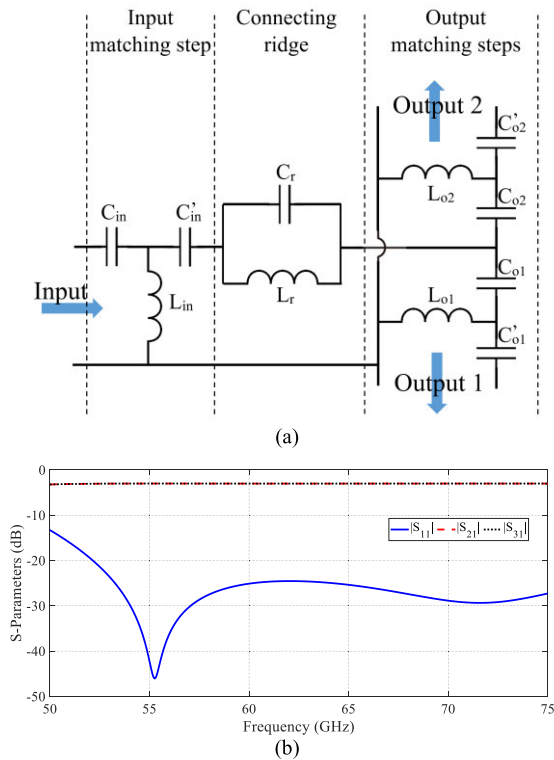 Input
matching step
Connecting
ridge
Output
matching steps
Output 2
C'o2
Lo2
Co2
Cr
Cin
C'in
Lr
Lin
Input
Co1
Lo1
C'o1
Output 1
(a)
0
-10
-20
-30
-40
-50
S-Parameters (dB)
|S11| |S21| |S31|
50 55 60 65 70 75
Frequency (GHz)
(b)